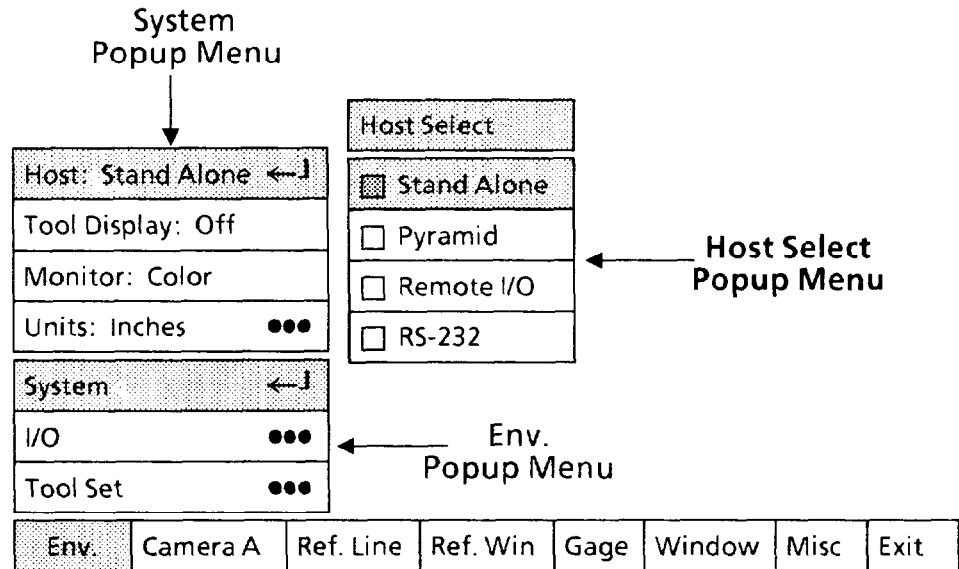 System
Popup Menu
Host Select
Host: Stand Alone ←┘
Tool Display: Off
Monitor: Color
Units: Inches •••
Stand Alone
Pyramid
Remote I/O
RS-232
Host Select
Popup Menu
System ←┘
I/O •••
Tool Set •••
Env.
Popup Menu
Env. Camera A Ref. Line Ref. Win Gage Window Misc Exit